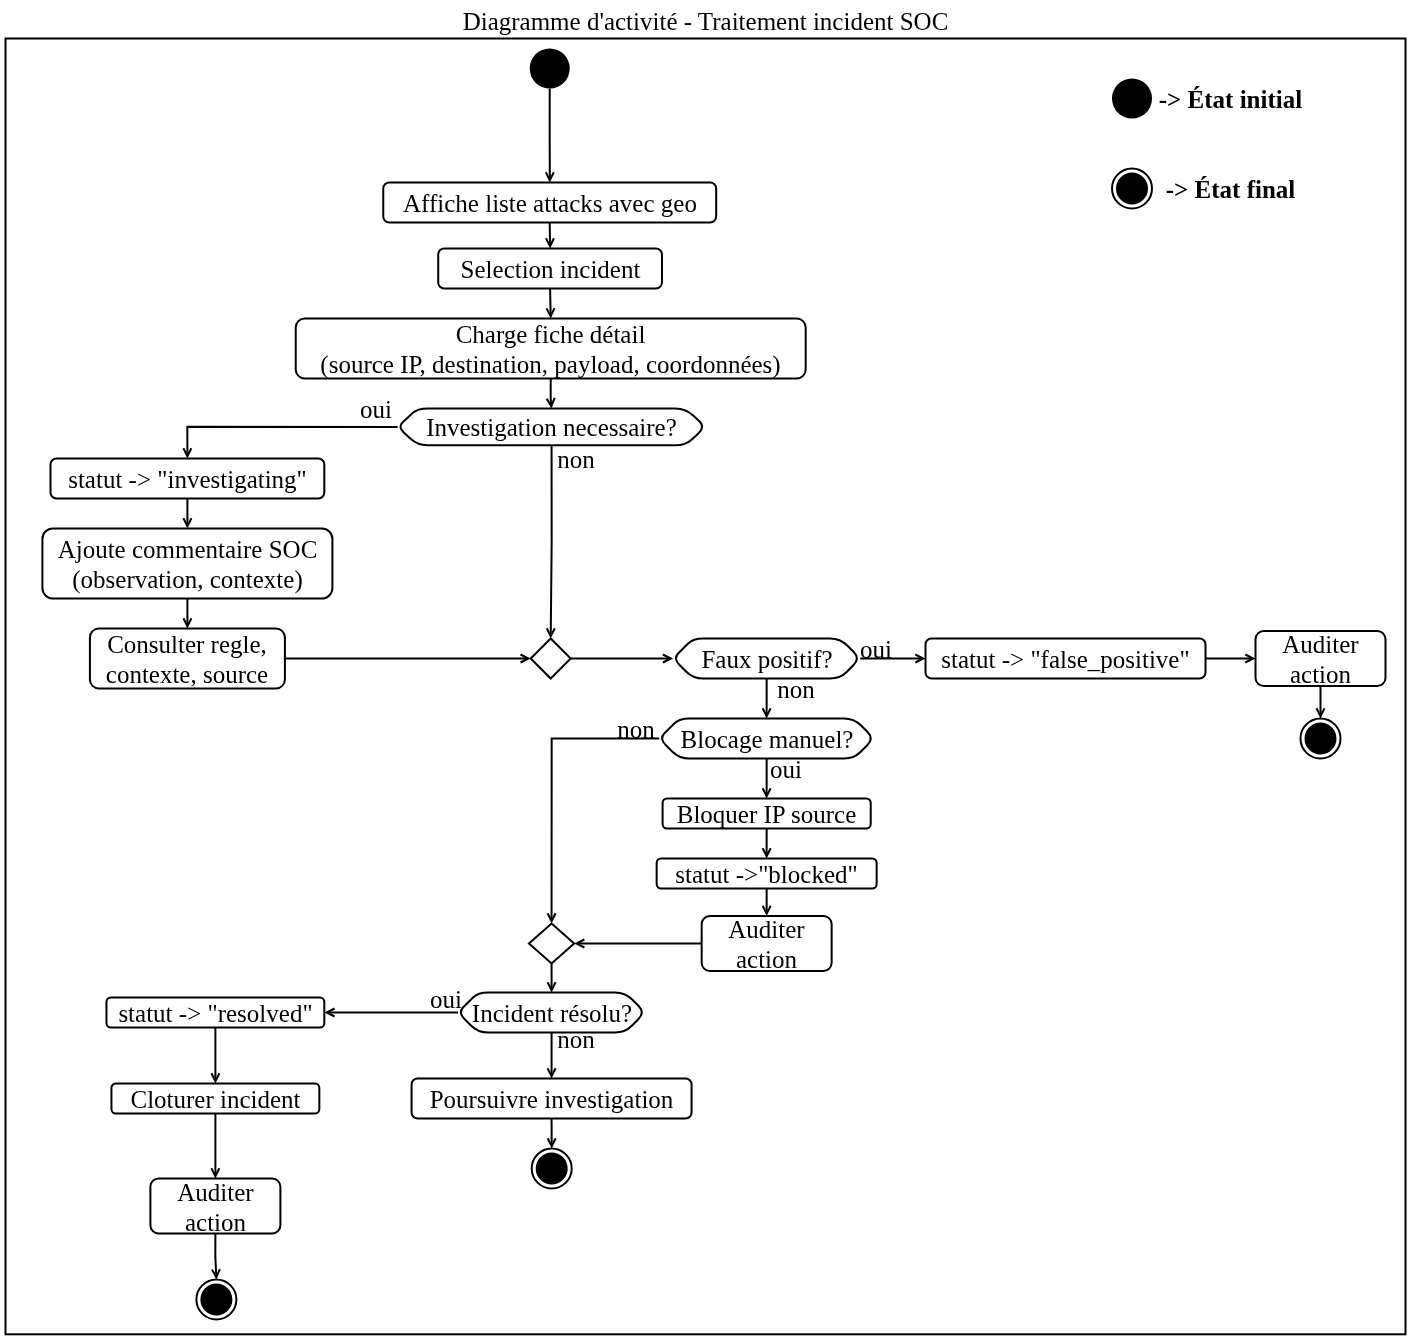 Diagramme d'activité - Traitement incident SOC
-> État initial
-> État final
Affiche liste attacks avec geo
Selection incident
Charge fiche détail
(source IP, destination, payload, coordonnées)
oui
Investigation necessaire?
non
statut -> "investigating"
Ajoute commentaire SOC
(observation, contexte)
Consulter regle,
contexte, source
Faux positif?
oui
statut -> "false_positive"
Auditer
action
non
non
Blocage manuel?
oui
Bloquer IP source
statut ->"blocked"
Auditer
action
oui
Incident résolu?
statut -> "resolved"
non
Cloturer incident
Poursuivre investigation
Auditer
action